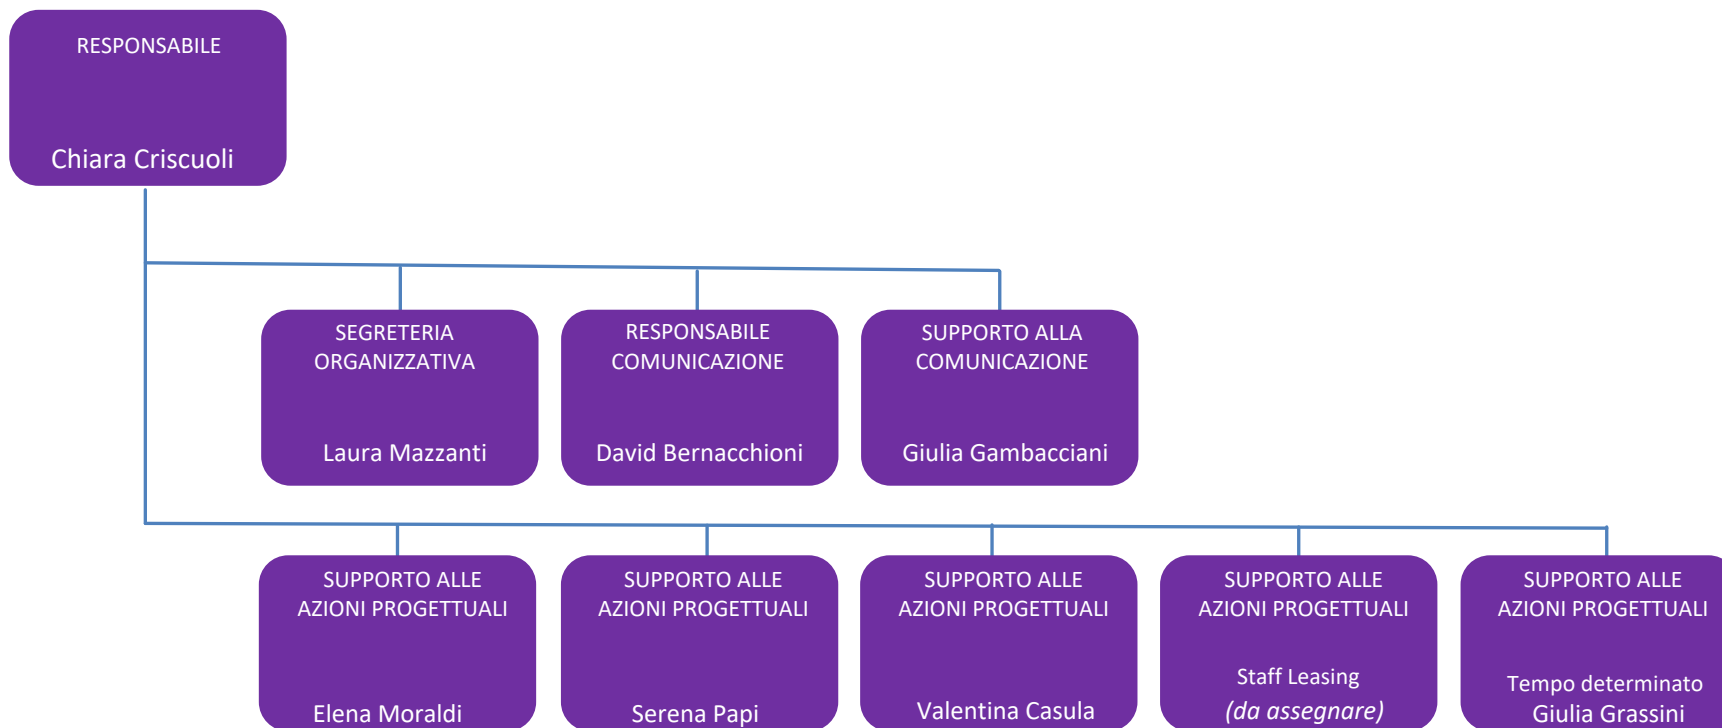 RESPONSABILE
Chiara Criscuoli
SEGRETERIA
ORGANIZZATIVA
Laura Mazzanti
RESPONSABILE
COMUNICAZIONE
David Bernacchioni
SUPPORTO ALLA
COMUNICAZIONE
Giulia Gambacciani
SUPPORTO ALLE
AZIONI PROGETTUALI
Elena Moraldi
SUPPORTO ALLE
AZIONI PROGETTUALI
Serena Papi
SUPPORTO ALLE
AZIONI PROGETTUALI
Valentina Casula
SUPPORTO ALLE
AZIONI PROGETTUALI
Staff Leasing
(da assegnare)
SUPPORTO ALLE
AZIONI PROGETTUALI
Tempo determinato
Giulia Grassini